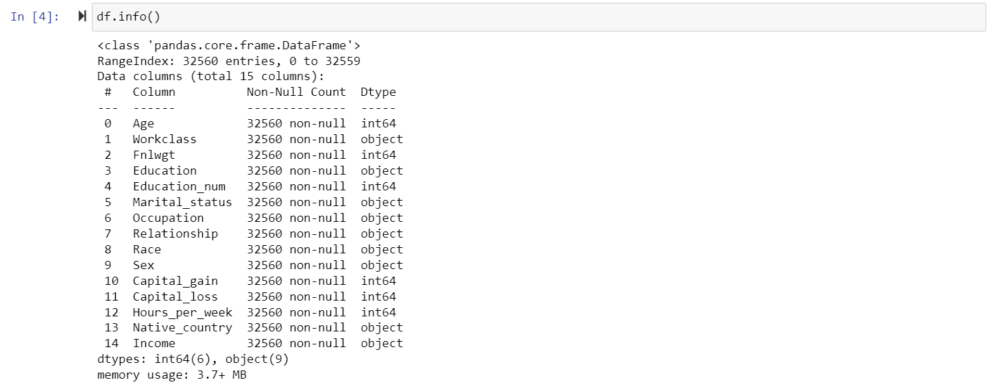 In [4]: df.info()
<class 'pandas.core.frame.DataFrame'>
RangeIndex: 32560 entries, 0 to 32559
Data columns (total 15 columns):
 #   Column          Non-Null Count  Dtype
---  ------          --------------  -----
 0   Age             32560 non-null  int64
 1   Workclass       32560 non-null  object
 2   Fnlwgt          32560 non-null  int64
 3   Education       32560 non-null  object
 4   Education_num   32560 non-null  int64
 5   Marital_status  32560 non-null  object
 6   Occupation      32560 non-null  object
 7   Relationship    32560 non-null  object
 8   Race            32560 non-null  object
 9   Sex             32560 non-null  object
 10  Capital_gain    32560 non-null  int64
 11  Capital_loss    32560 non-null  int64
 12  Hours_per_week  32560 non-null  int64
 13  Native_country  32560 non-null  object
 14  Income          32560 non-null  object
dtypes: int64(6), object(9)
memory usage: 3.7+ MB